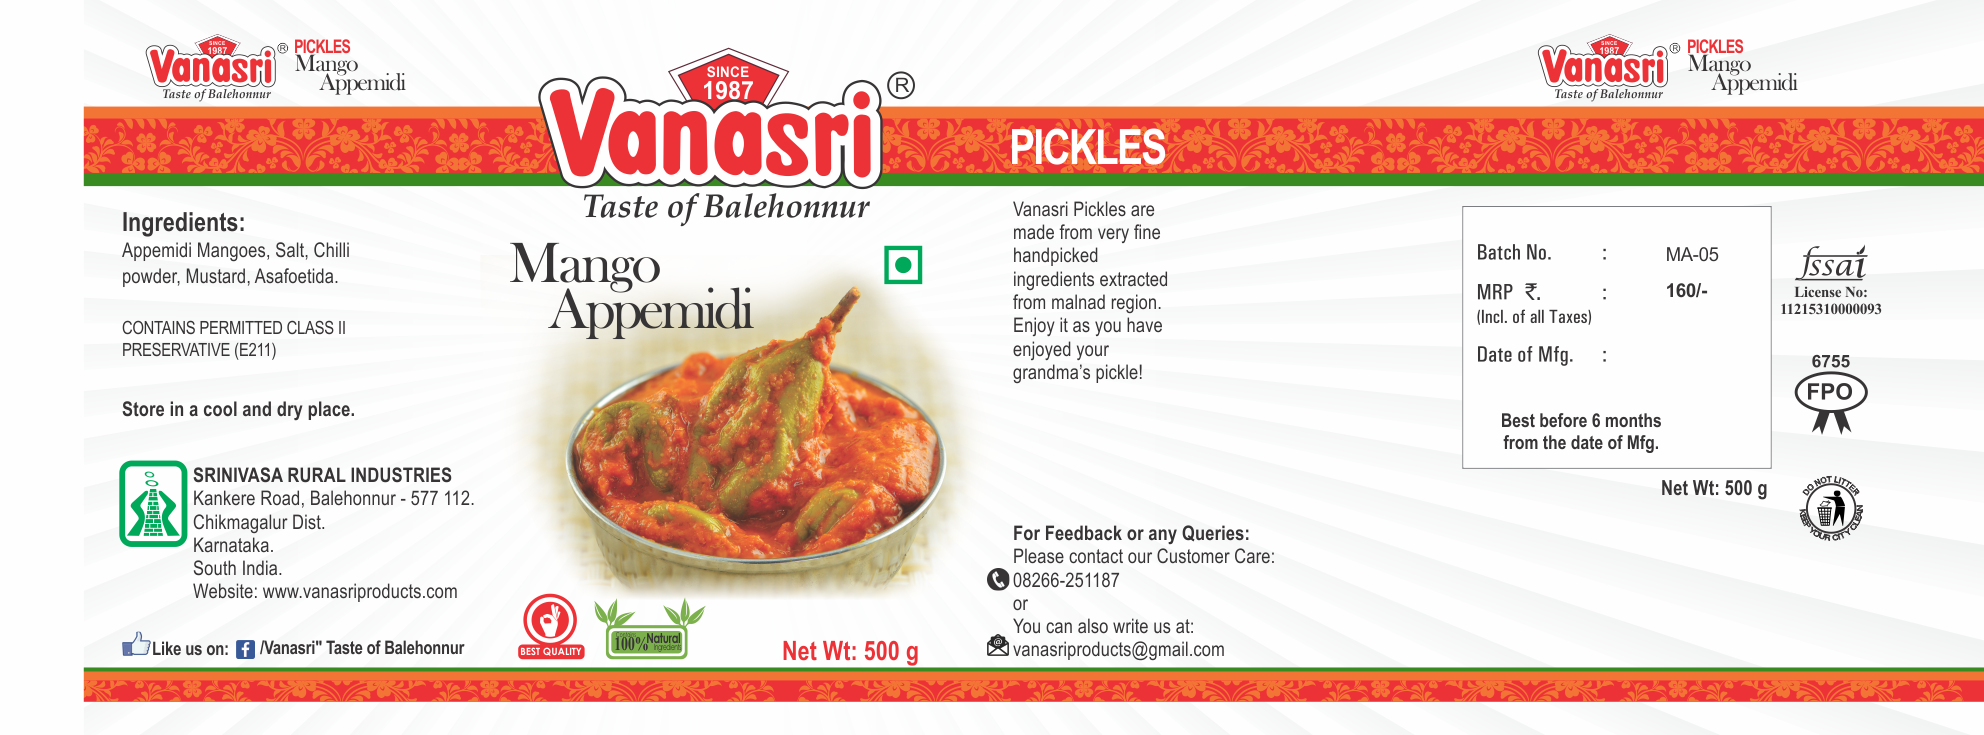 SINCE
1987
Vanasri ®
Taste of Balehonnur
PICKLES
Mango
Appemidi
Ingredients:
Appemidi Mangoes, Salt, Chilli
powder, Mustard, Asafoetida.
CONTAINS PERMITTED CLASS II
PRESERVATIVE (E211)
Store in a cool and dry place.
SRINIVASA RURAL INDUSTRIES
Kankere Road, Balehonnur - 577 112.
Chikmagalur Dist.
Karnataka.
South India.
Website: www.vanasriproducts.com
Like us on: f /Vanasri" Taste of Balehonnur
SINCE
1987
Vanasri ®
Taste of Balehonnur
Mango
Appemidi
BEST QUALITY
Contains
100% Natural
Ingredients
Net Wt: 500 g
PICKLES
Vanasri Pickles are
made from very fine
handpicked
ingredients extracted
from malnad region.
Enjoy it as you have
enjoyed your
grandma's pickle!
For Feedback or any Queries:
Please contact our Customer Care:
08266-251187
or
You can also write us at:
@
vanasriproducts@gmail.com
SINCE
1987
Vanasri ®
Taste of Balehonnur
PICKLES
Mango
Appemidi
Batch No. : MA-05
MRP ₹. : 160/-
(Incl. of all Taxes)
Date of Mfg. :
Best before 6 months
from the date of Mfg.
Net Wt: 500 g
fssai
License No:
11215310000093
6755
FPO
DO NOT LITTER
KEEP YOUR CITY CLEAN